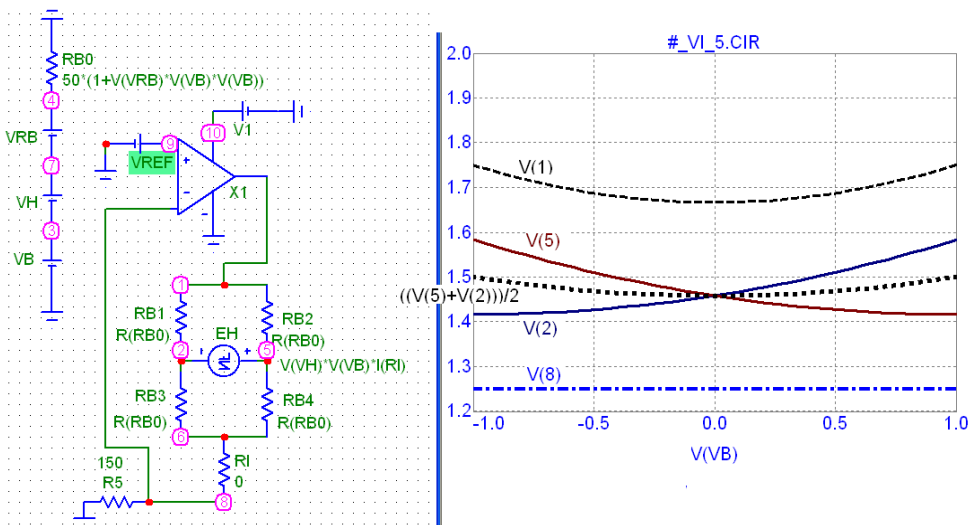 RB0
50*(1+V(VRB)*V(VB)*V(VB))
4
VRB
7
VH
3
VB
9
VREF
+
-
-
10
V1
X1
1
RB1
R(RB0)
RB2
R(RB0)
EH
2
-
+
5
V(VH)*V(VB)*I(RI)
RB3
R(RB0)
RB4
R(RB0)
6
RI
0
150
R5
8
#_VI_5.CIR
2.0
1.9
1.8
1.7
1.6
1.5
1.4
1.3
1.2
V(1)
V(5)
((V(5)+V(2)))/2
V(2)
V(8)
-1.0 -0.5 0.0 0.5 1.0
V(VB)